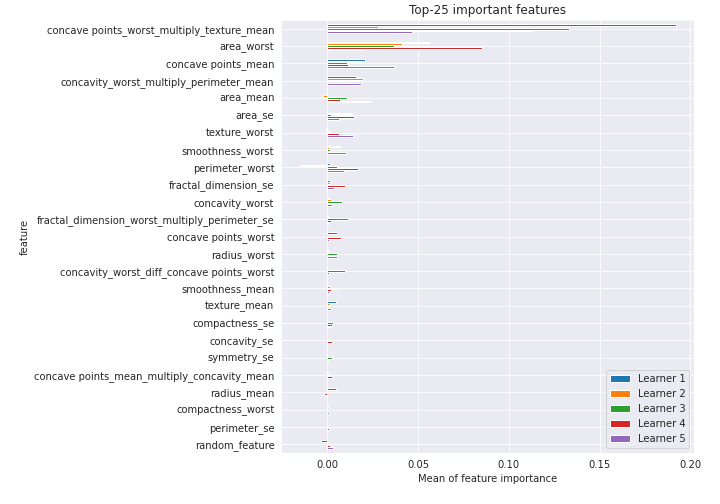 Top-25 important features
concave points_worst_multiply_texture_mean
area_worst
concave points_mean
concavity_worst_multiply_perimeter_mean
area_mean
area_se
texture_worst
smoothness_worst
perimeter_worst
fractal_dimension_se
concavity_worst
fractal_dimension_worst_multiply_perimeter_se
concave points_worst
radius_worst
concavity_worst_diff_concave points_worst
smoothness_mean
texture_mean
compactness_se
concavity_se
symmetry_se
concave points_mean_multiply_concavity_mean
radius_mean
compactness_worst
perimeter_se
random_feature
feature
Learner 1
Learner 2
Learner 3
Learner 4
Learner 5
0.00 0.05 0.10 0.15 0.20
Mean of feature importance